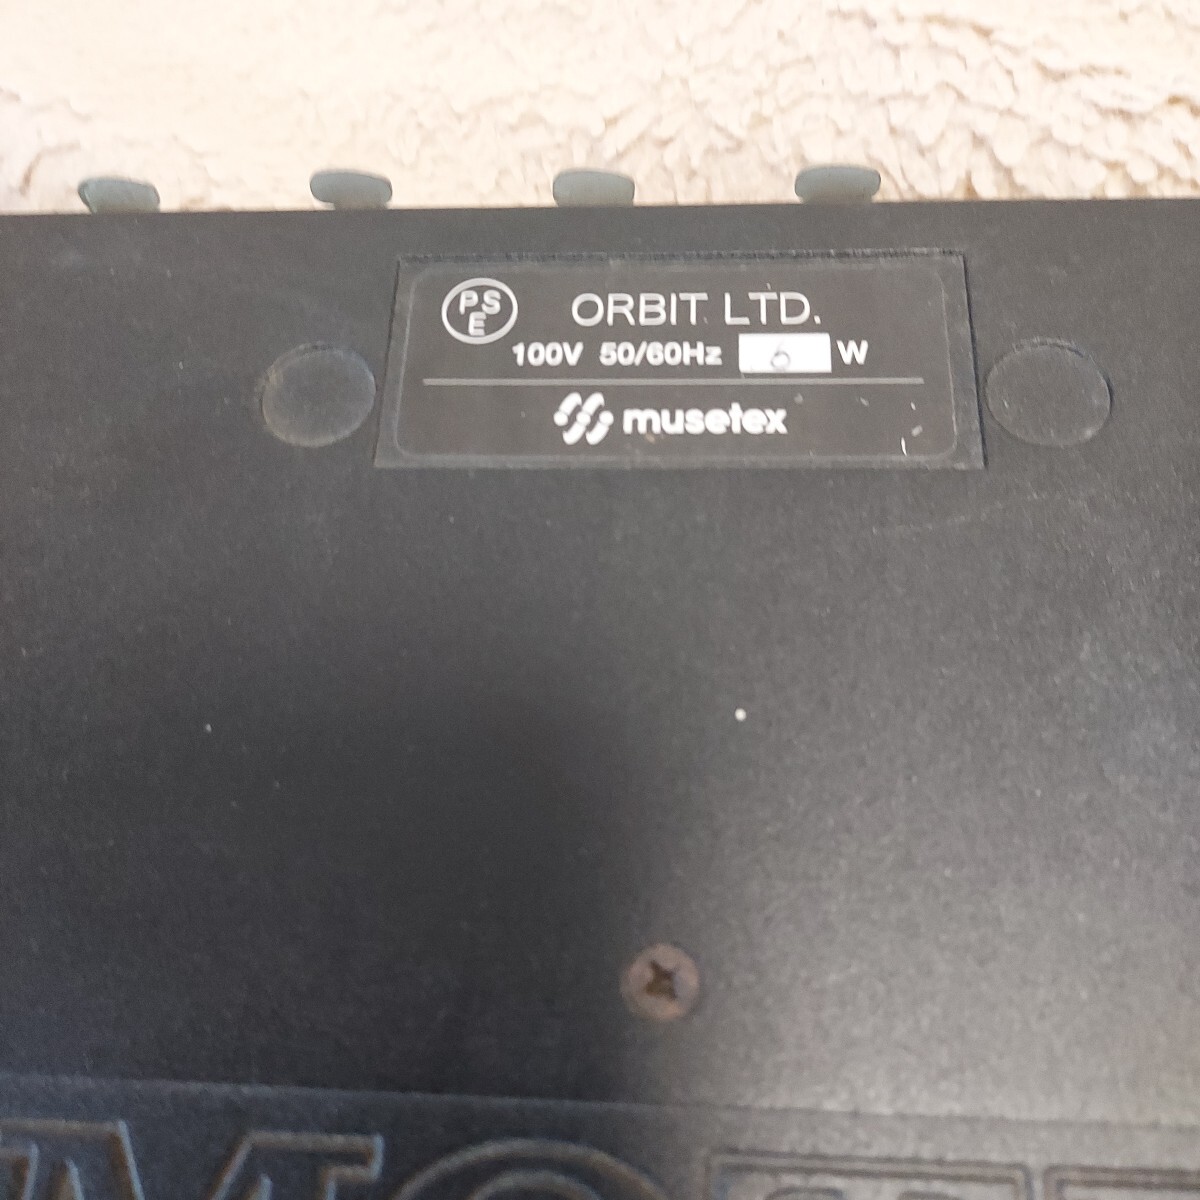 PSE
ORBIT LTD.
100V 50/60Hz 6 W
musetex